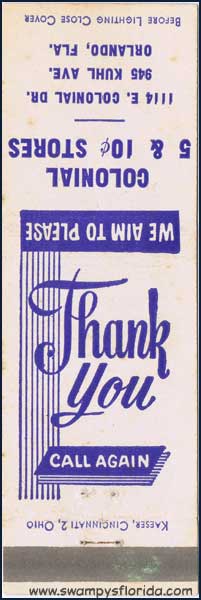 BEFORE LIGHTING CLOSE COVER
ORLANDO, FLA.
945 KUHL AVE.
1114 E. COLONIAL DR.
5 & 10¢ STORES
COLONIAL
WE AIM TO PLEASE
Thank
You
CALL AGAIN
KAESER, CINCINNATI 2, OHIO
www.swampysflorida.com